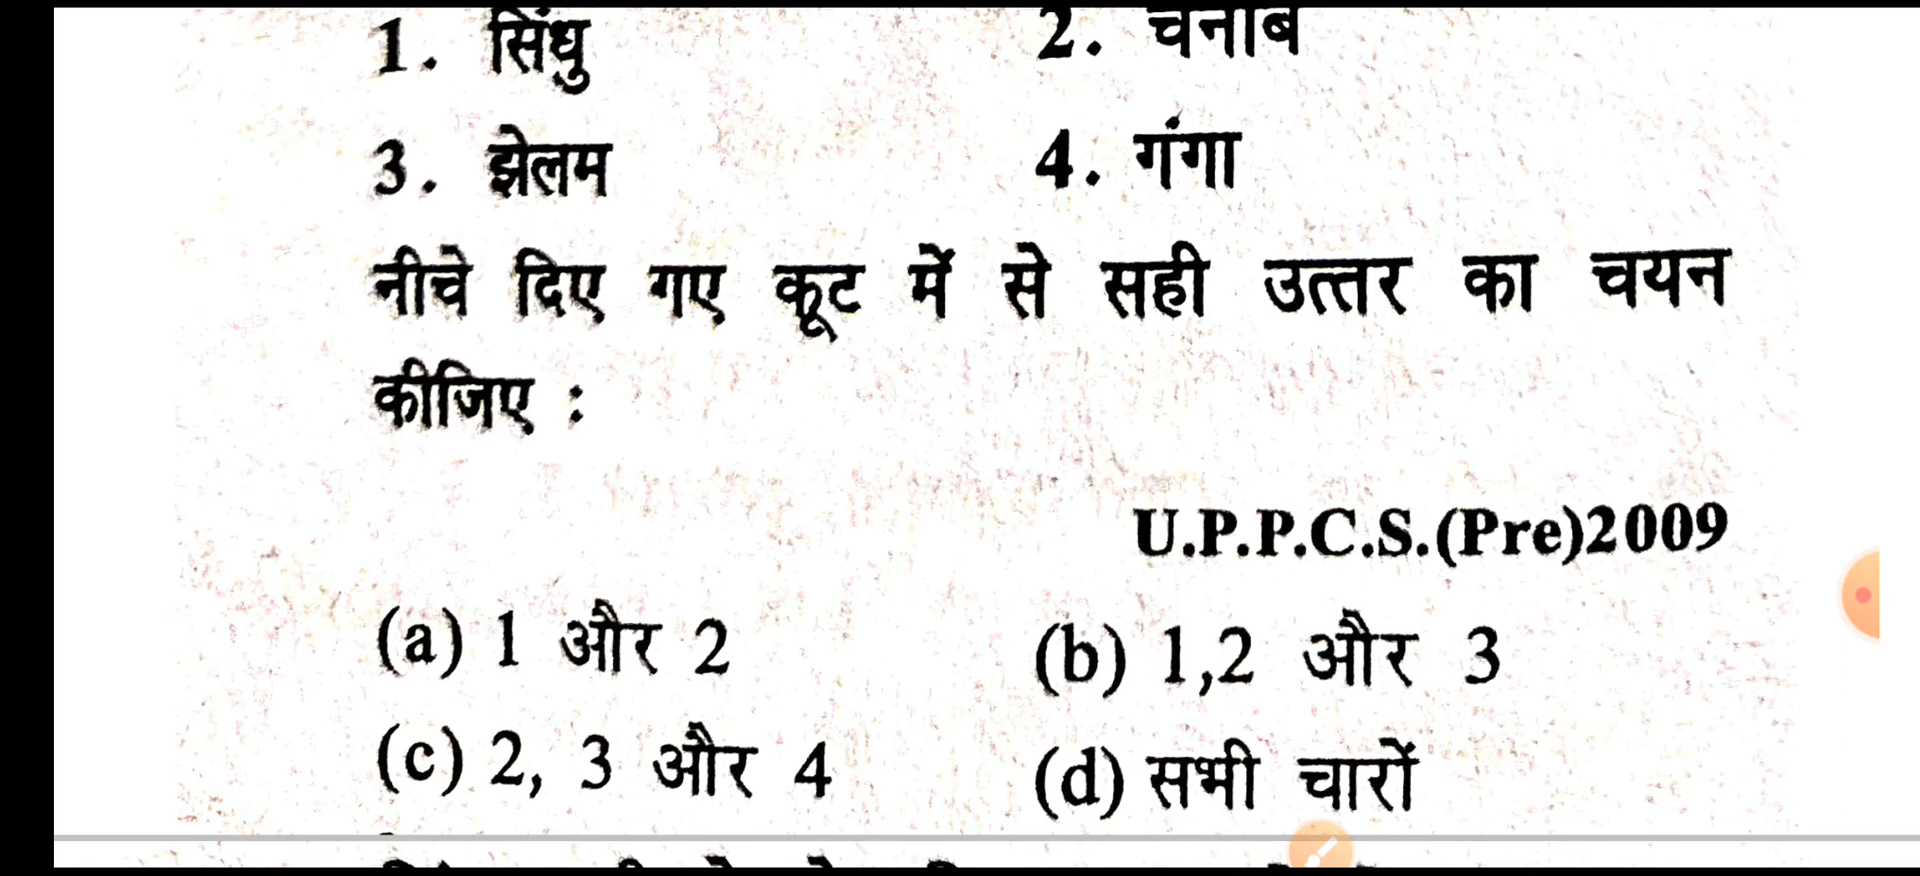 1. सिंधु 2. चनाब
3. झेलम 4. गंगा
नीचे दिए गए कूट में से सही उत्तर का चयन
कीजिए :
U.P.P.C.S.(Pre)2009
(a) 1 और 2 (b) 1,2 और 3
(c) 2, 3 और 4 (d) सभी चारों